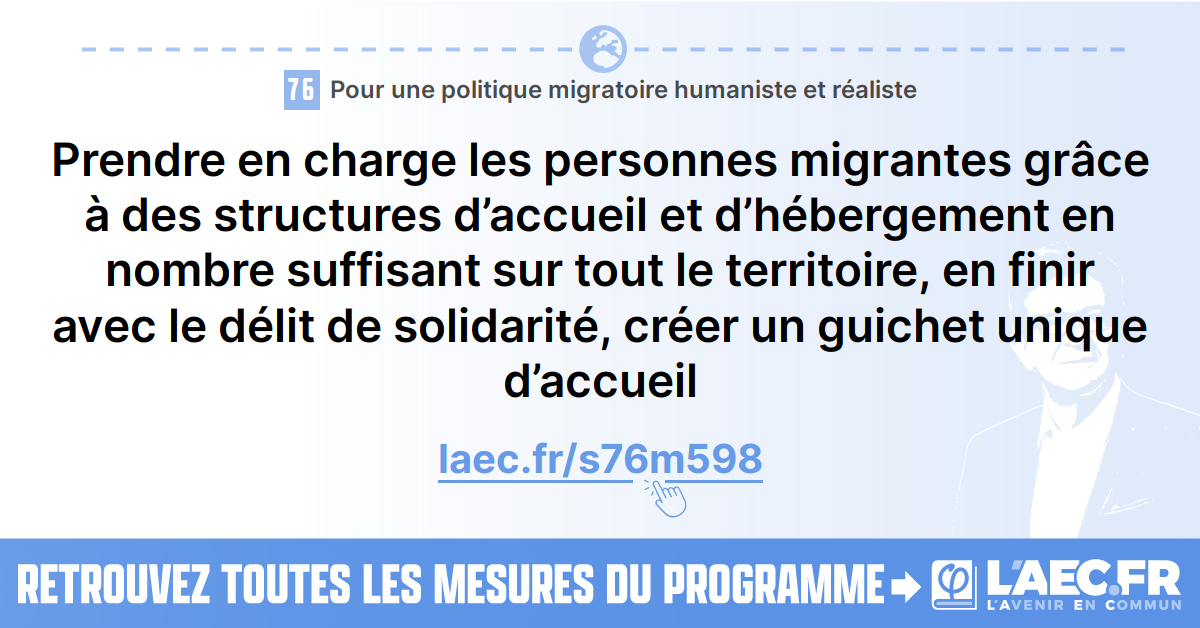 76 Pour une politique migratoire humaniste et réaliste
Prendre en charge les personnes migrantes grâce
à des structures d’accueil et d’hébergement en
nombre suffisant sur tout le territoire, en finir
avec le délit de solidarité, créer un guichet unique
d’accueil
laec.fr/s76m598
RETROUVEZ TOUTES LES MESURES DU PROGRAMME
φ L'AEC.FR
L'AVENIR EN COMMUN